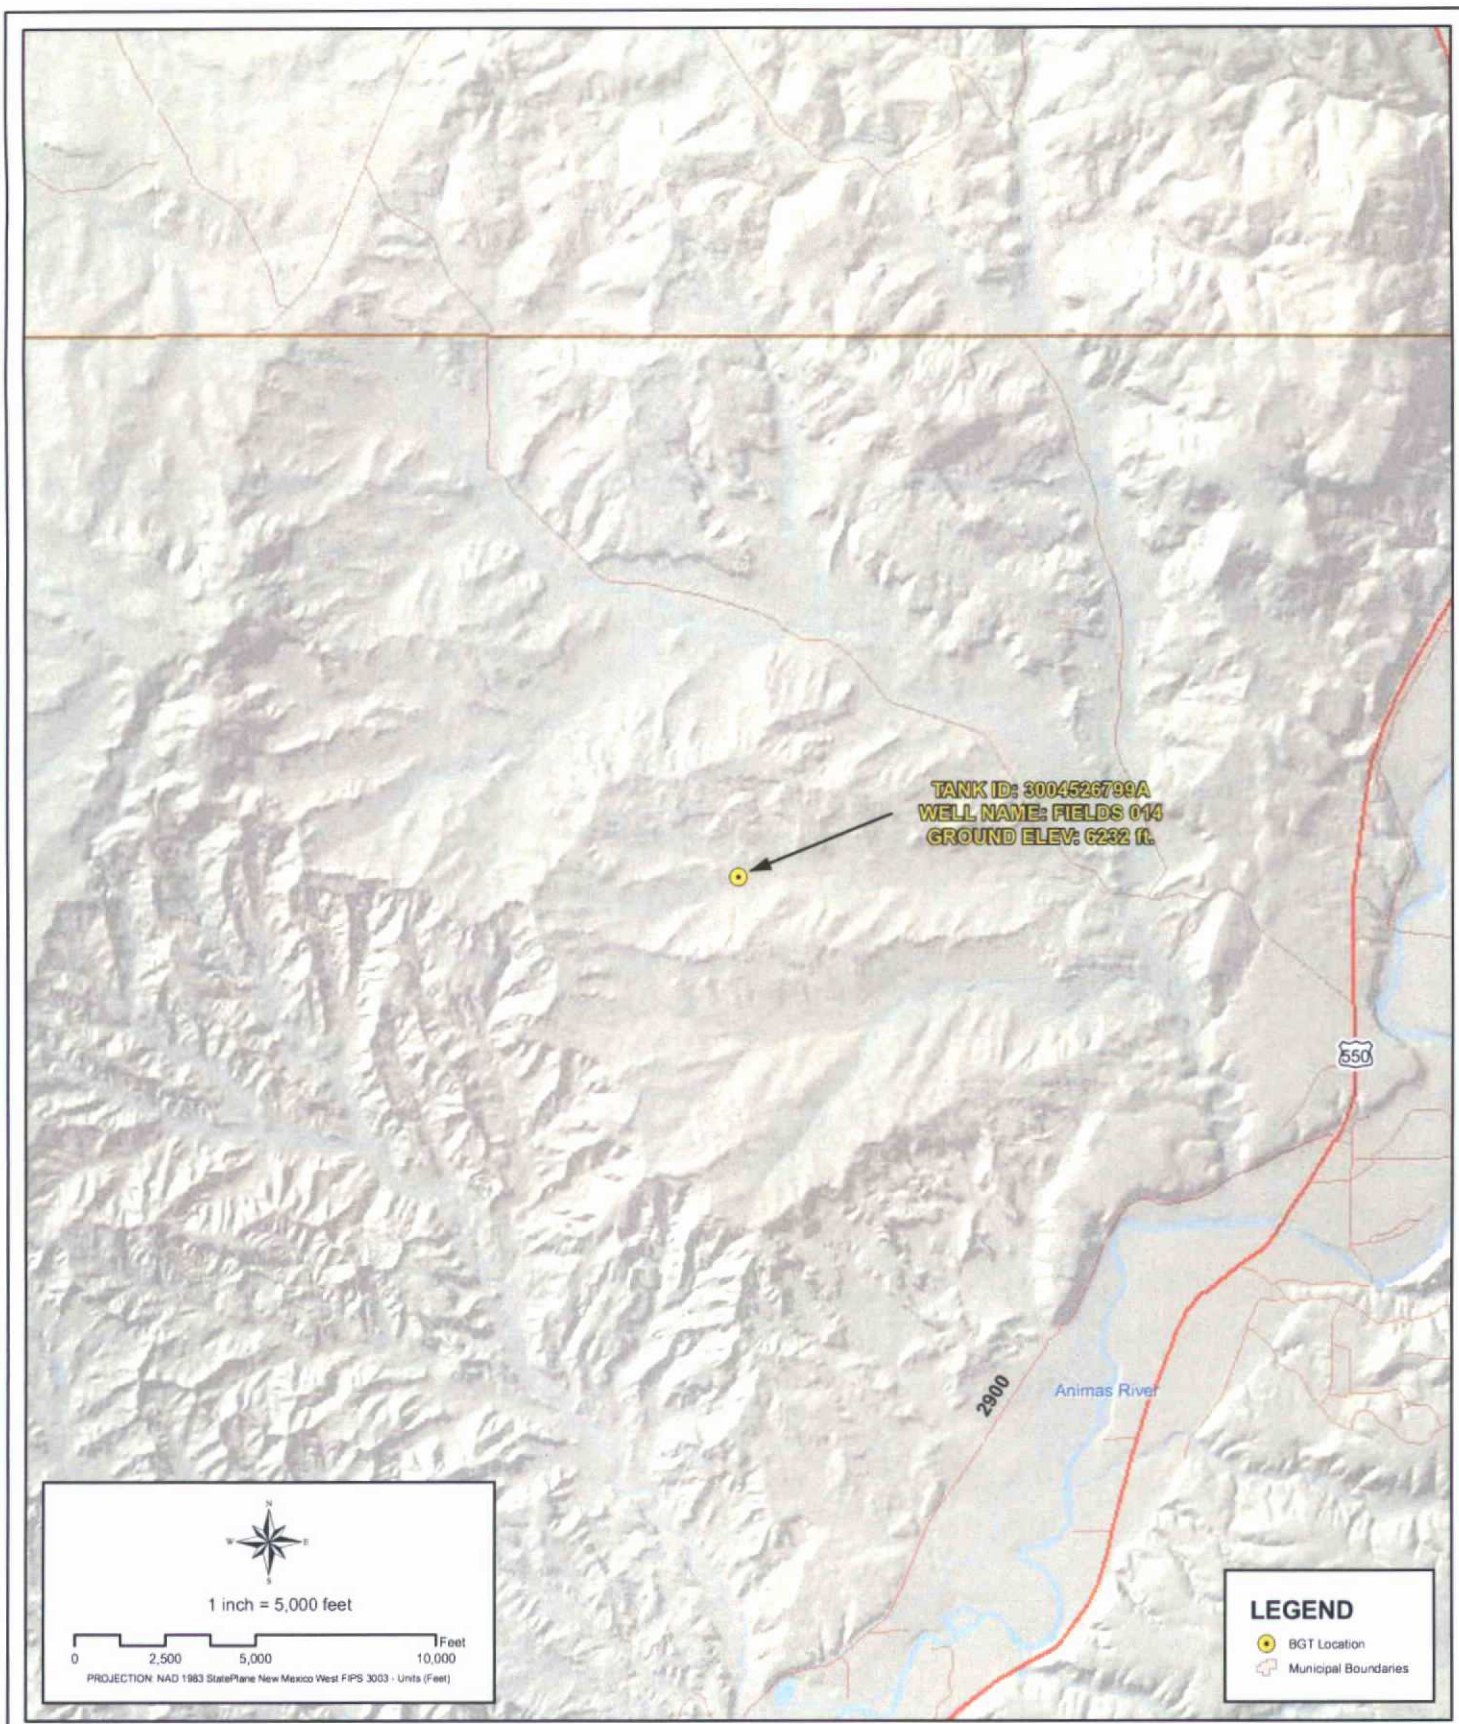 TANK ID: 3004526799A
WELL NAME: FIELDS 014
GROUND ELEV: 6232 ft.
550
2900
Animas River
N
W
E
S
1 inch = 5,000 feet
0
2,500
5,000
10,000
Feet
PROJECTION: NAD 1983 StatePlane New Mexico West FIPS 3003 - Units (Feet)
LEGEND
BGT Location
Municipal Boundaries